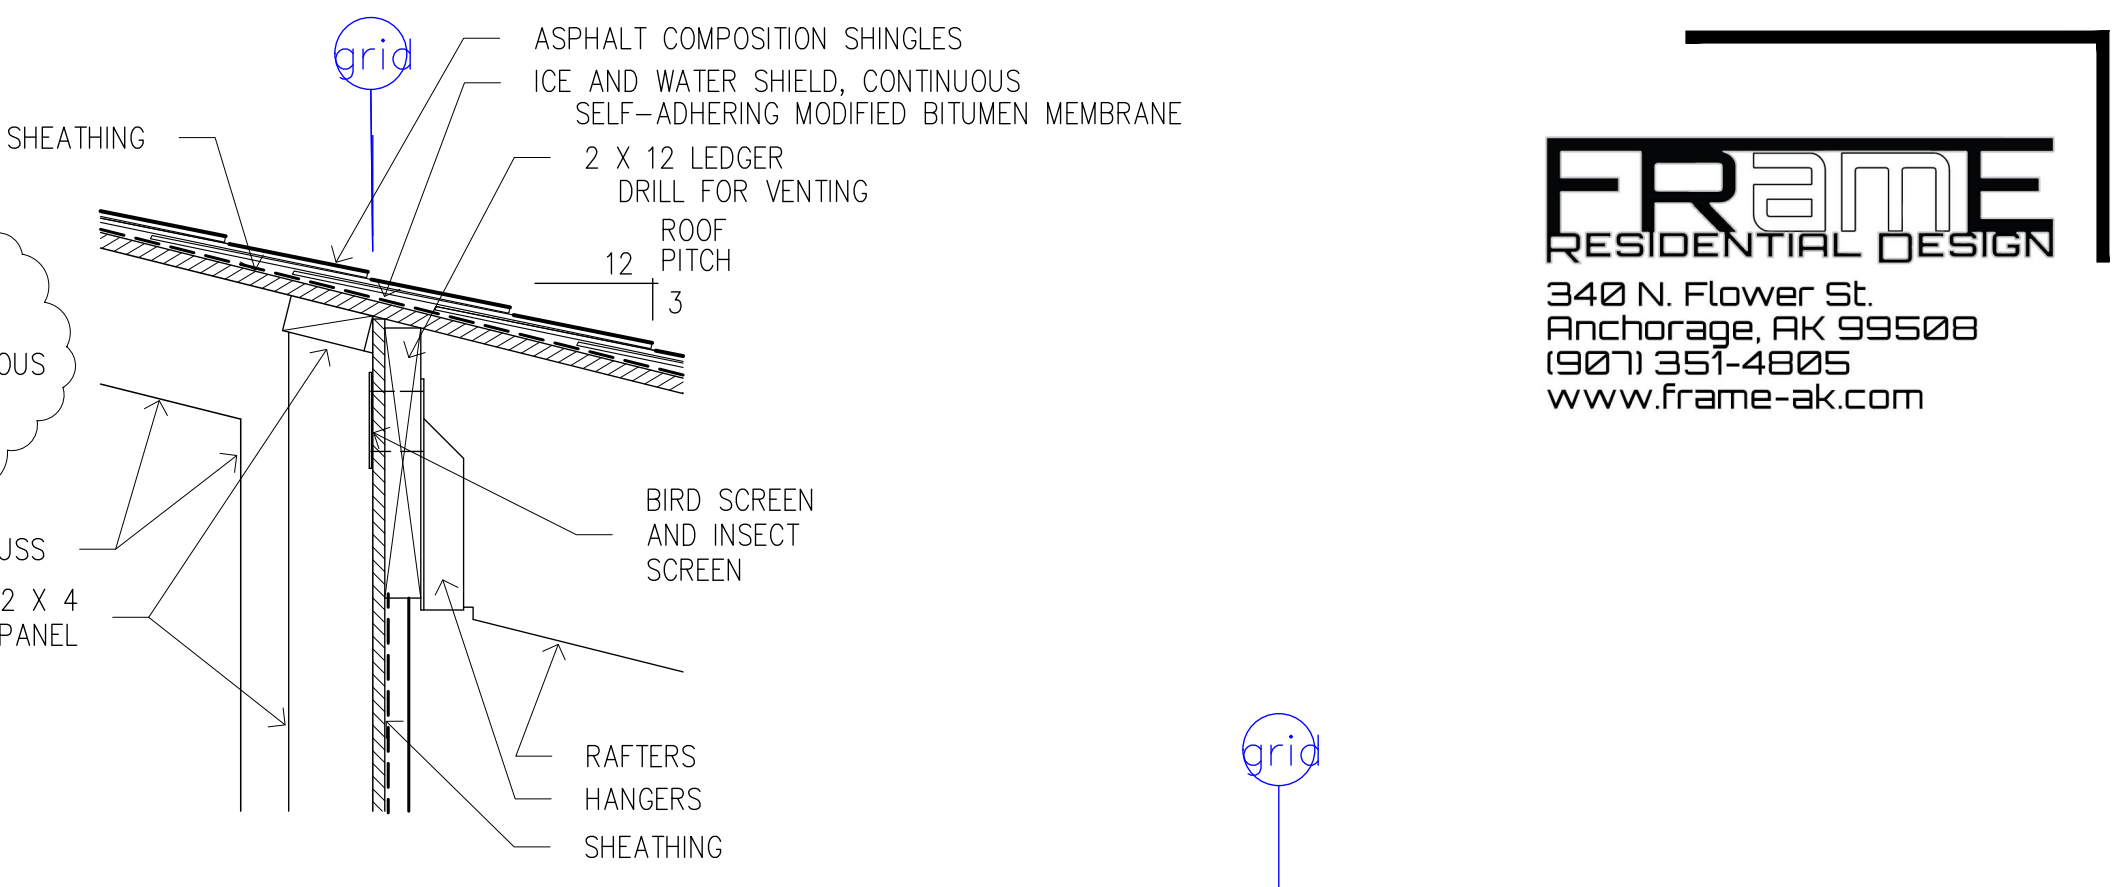 grid
ASPHALT COMPOSITION SHINGLES
ICE AND WATER SHIELD, CONTINUOUS
SELF-ADHERING MODIFIED BITUMEN MEMBRANE
SHEATHING
2 X 12 LEDGER
DRILL FOR VENTING
ROOF
PITCH
12
3
OUS
BIRD SCREEN
AND INSECT
SCREEN
USS
2 X 4
PANEL
RAFTERS
HANGERS
SHEATHING
grid
FRamE
RESIDENTIAL DESIGN
340 N. Flower St.
Anchorage, AK 99508
(907) 351-4805
www.frame-ak.com